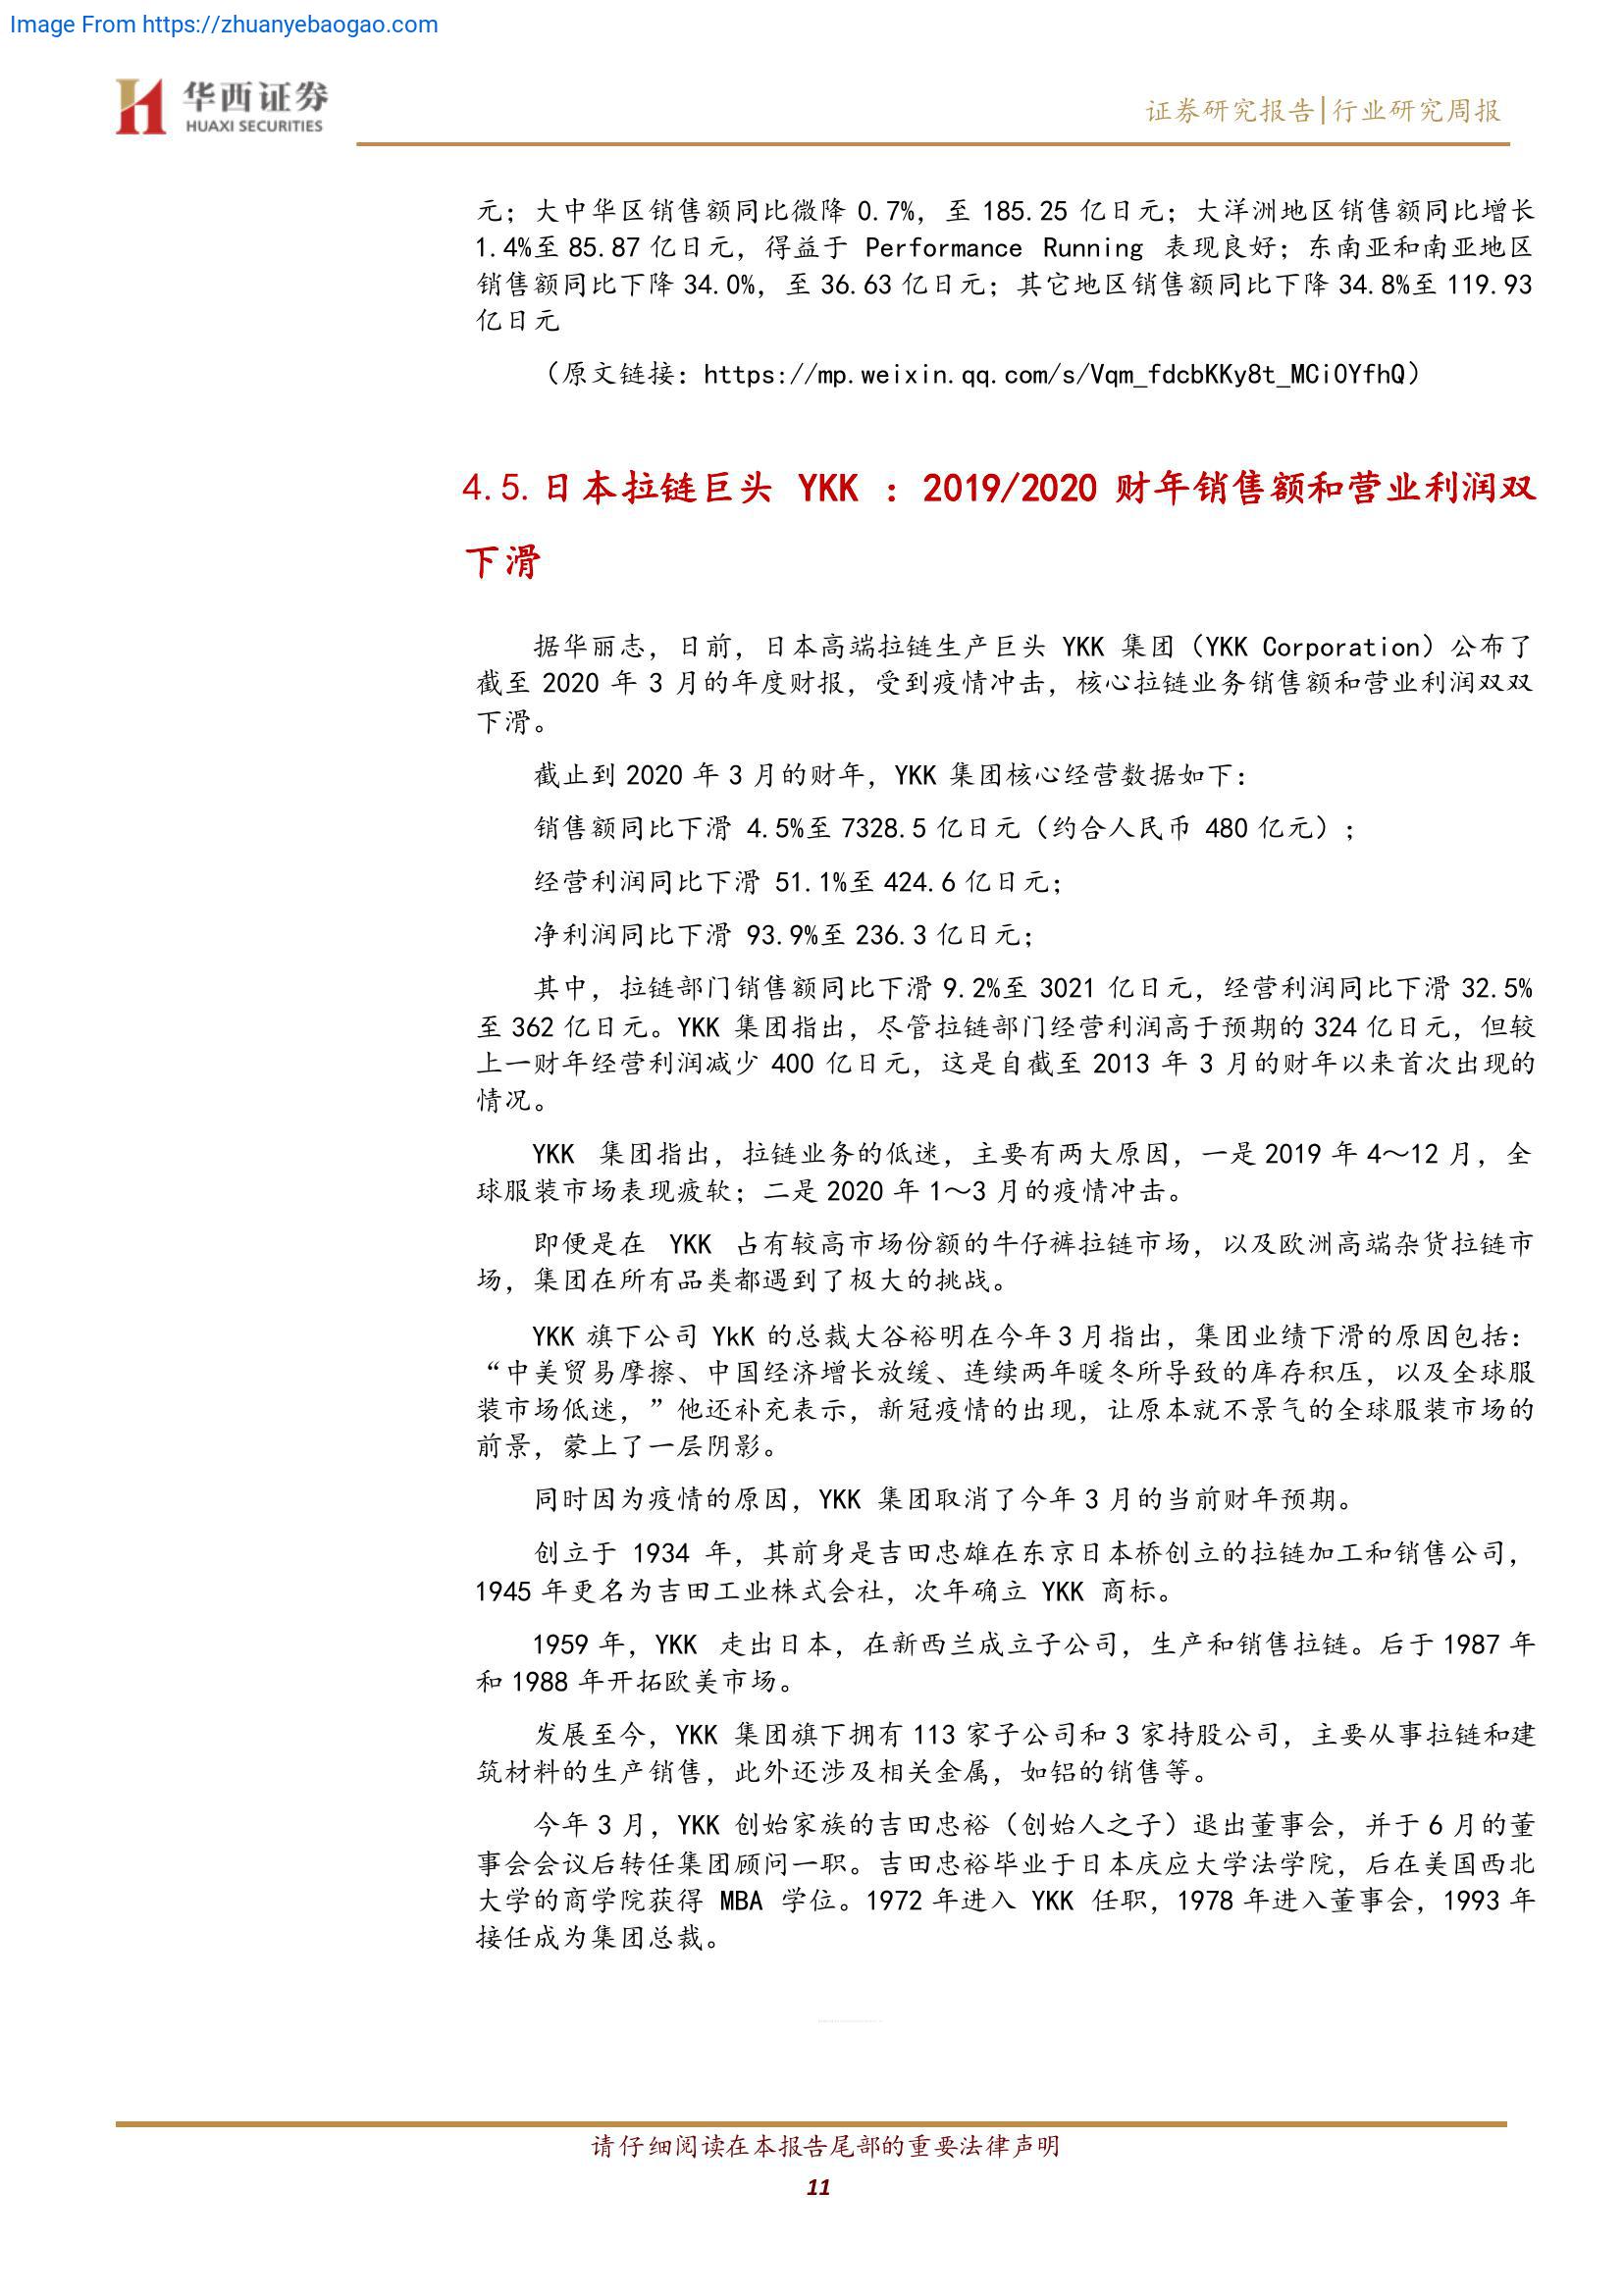 Image From https://zhuanyebaogao.com
华西证券
HUAXI SECURITIES
证券研究报告|行业研究周报
元；大中华区销售额同比微降 0.7%，至 185.25 亿日元；大洋洲地区销售额同比增长
1.4%至 85.87 亿日元，得益于 Performance Running 表现良好；东南亚和南亚地区
销售额同比下降 34.0%，至 36.63 亿日元；其它地区销售额同比下降 34.8%至 119.93
亿日元
（原文链接：https://mp.weixin.qq.com/s/Vqm_fdcbKKy8t_MCiOYfhQ）
4.5.日本拉链巨头 YKK ：2019/2020 财年销售额和营业利润双
下滑
据华丽志，日前，日本高端拉链生产巨头 YKK 集团（YKK Corporation）公布了
截至 2020 年 3 月的年度财报，受到疫情冲击，核心拉链业务销售额和营业利润双双
下滑。
截止到 2020 年 3 月的财年，YKK 集团核心经营数据如下：
销售额同比下滑 4.5%至 7328.5 亿日元（约合人民币 480 亿元）；
经营利润同比下滑 51.1%至 424.6 亿日元；
净利润同比下滑 93.9%至 236.3 亿日元；
其中，拉链部门销售额同比下滑 9.2%至 3021 亿日元，经营利润同比下滑 32.5%
至 362 亿日元。YKK 集团指出，尽管拉链部门经营利润高于预期的 324 亿日元，但较
上一财年经营利润减少 400 亿日元，这是自截至 2013 年 3 月的财年以来首次出现的
情况。
YKK 集团指出，拉链业务的低迷，主要有两大原因，一是 2019 年 4～12 月，全
球服装市场表现疲软；二是 2020 年 1～3 月的疫情冲击。
即便是在 YKK 占有较高市场份额的牛仔裤拉链市场，以及欧洲高端杂货拉链市
场，集团在所有品类都遇到了极大的挑战。
YKK 旗下公司 YkK 的总裁大谷裕明在今年 3 月指出，集团业绩下滑的原因包括：
“中美贸易摩擦、中国经济增长放缓、连续两年暖冬所导致的库存积压，以及全球服
装市场低迷，”他还补充表示，新冠疫情的出现，让原本就不景气的全球服装市场的
前景，蒙上了一层阴影。
同时因为疫情的原因，YKK 集团取消了今年 3 月的当前财年预期。
创立于 1934 年，其前身是吉田忠雄在东京日本桥创立的拉链加工和销售公司，
1945 年更名为吉田工业株式会社，次年确立 YKK 商标。
1959 年，YKK 走出日本，在新西兰成立子公司，生产和销售拉链。后于 1987 年
和 1988 年开拓欧美市场。
发展至今，YKK 集团旗下拥有 113 家子公司和 3 家持股公司，主要从事拉链和建
筑材料的生产销售，此外还涉及相关金属，如铝的销售等。
今年 3 月，YKK 创始家族的吉田忠裕（创始人之子）退出董事会，并于 6 月的董
事会会议后转任集团顾问一职。吉田忠裕毕业于日本庆应大学法学院，后在美国西北
大学的商学院获得 MBA 学位。1972 年进入 YKK 任职，1978 年进入董事会，1993 年
接任成为集团总裁。
请仔细阅读在本报告尾部的重要法律声明
11